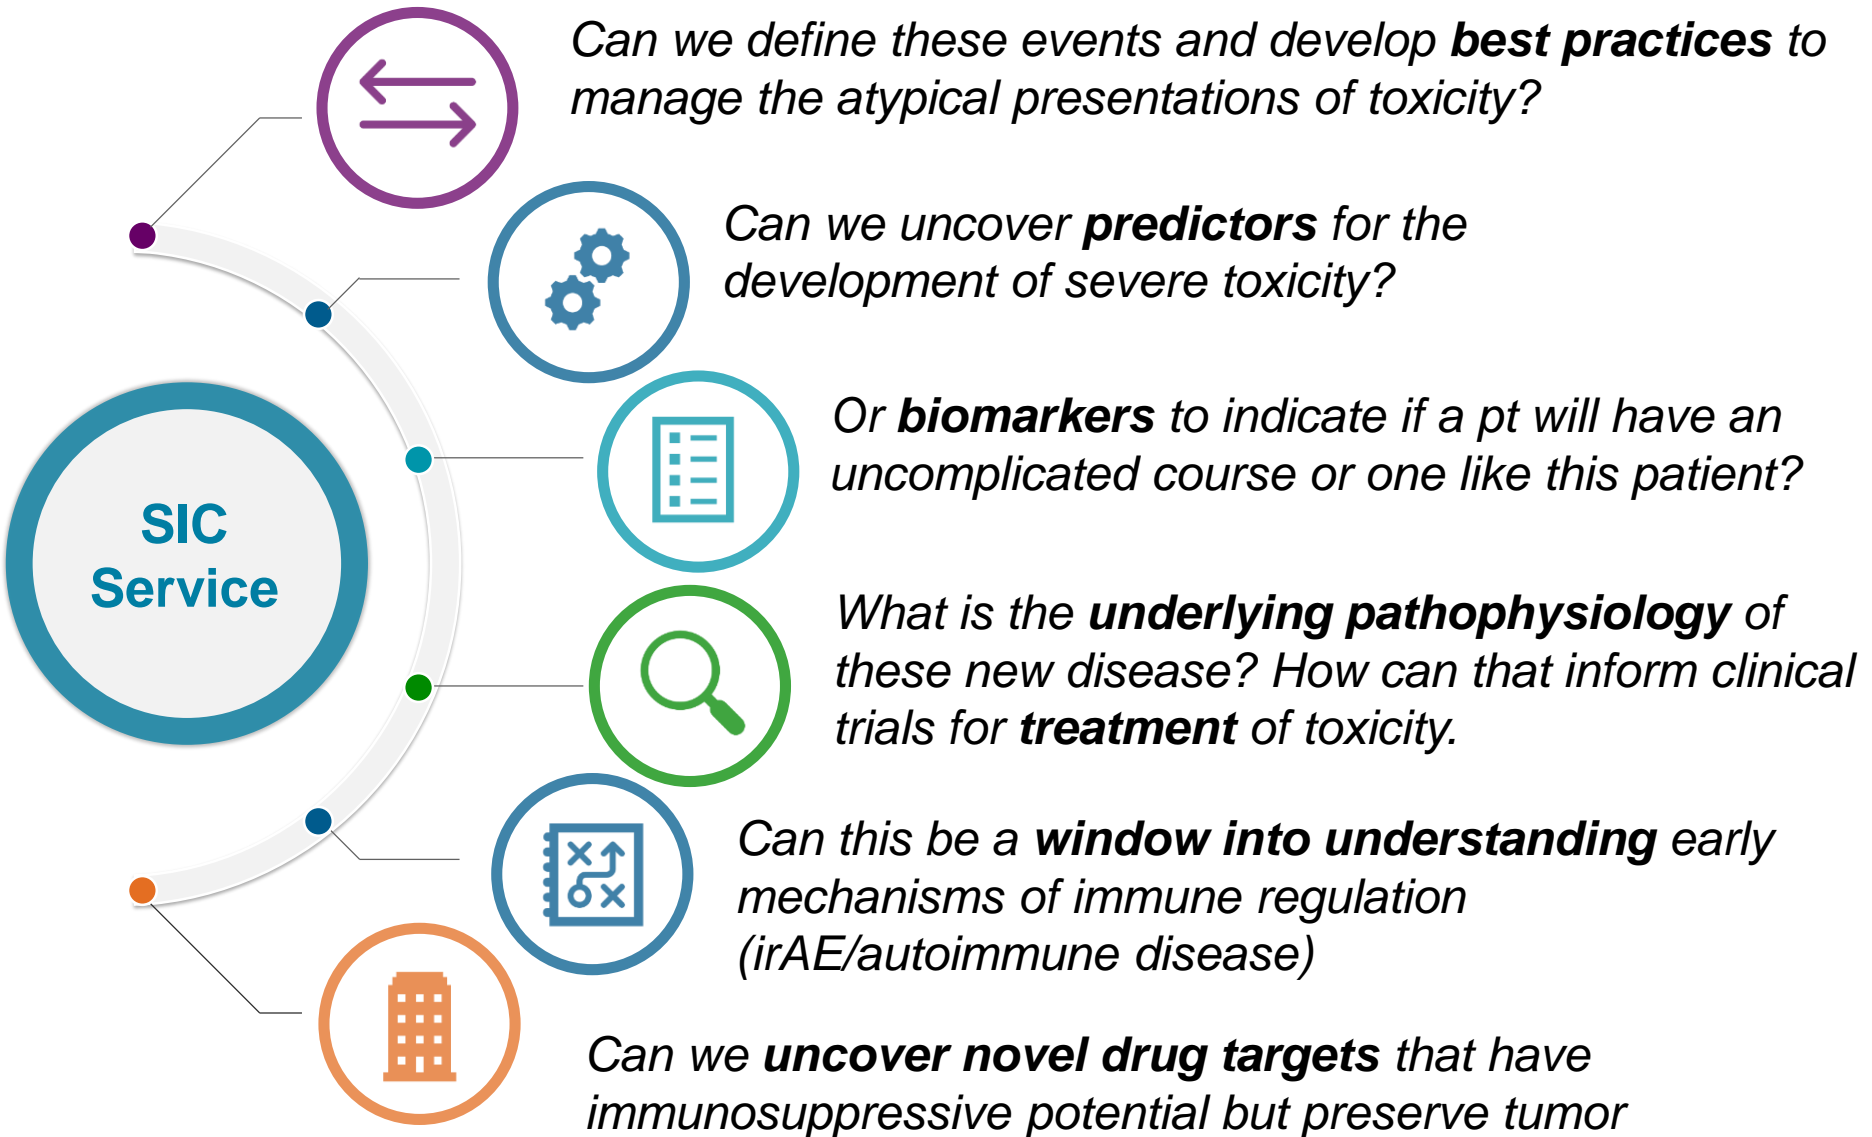 Can we define these events and develop best practices to
manage the atypical presentations of toxicity?
Can we uncover predictors for the
development of severe toxicity?
Or biomarkers to indicate if a pt will have an
uncomplicated course or one like this patient?
SIC
Service
What is the underlying pathophysiology of
these new disease? How can that inform clinical
trials for treatment of toxicity.
Can this be a window into understanding early
mechanisms of immune regulation
(irAE/autoimmune disease)
Can we uncover novel drug targets that have
immunosuppressive potential but preserve tumor